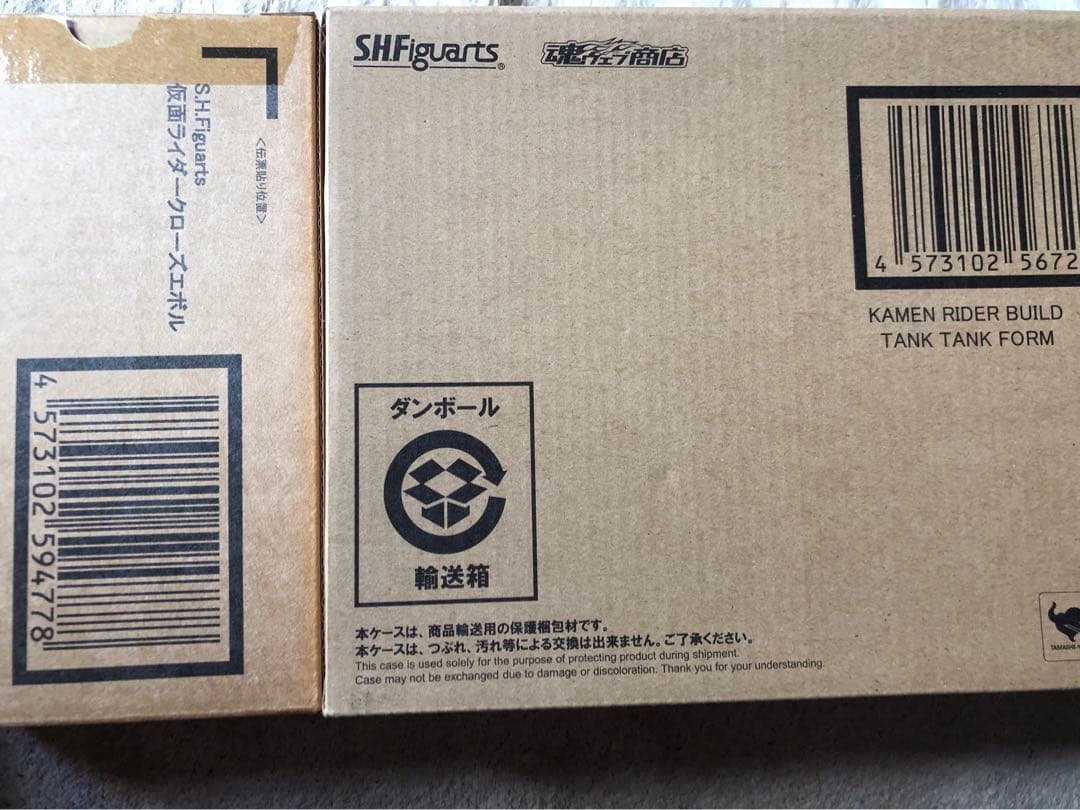 S.H.Figuarts
仮面ライダークローズエボル
<伝票貼り位置>
4 573102 594778
S.H.Figuarts®
魂ウェブ商店
4 573102 5672
KAMEN RIDER BUILD
TANK TANK FORM
ダンボール
輸送箱
本ケースは、商品輸送用の保護梱包材です。
本ケースは、つぶれ、汚れ等による交換は出来ません。ご了承ください。
This case is used solely for the purpose of protecting product during shipment.
Case may not be exchanged due to damage or discoloration. Thank you for your understanding.